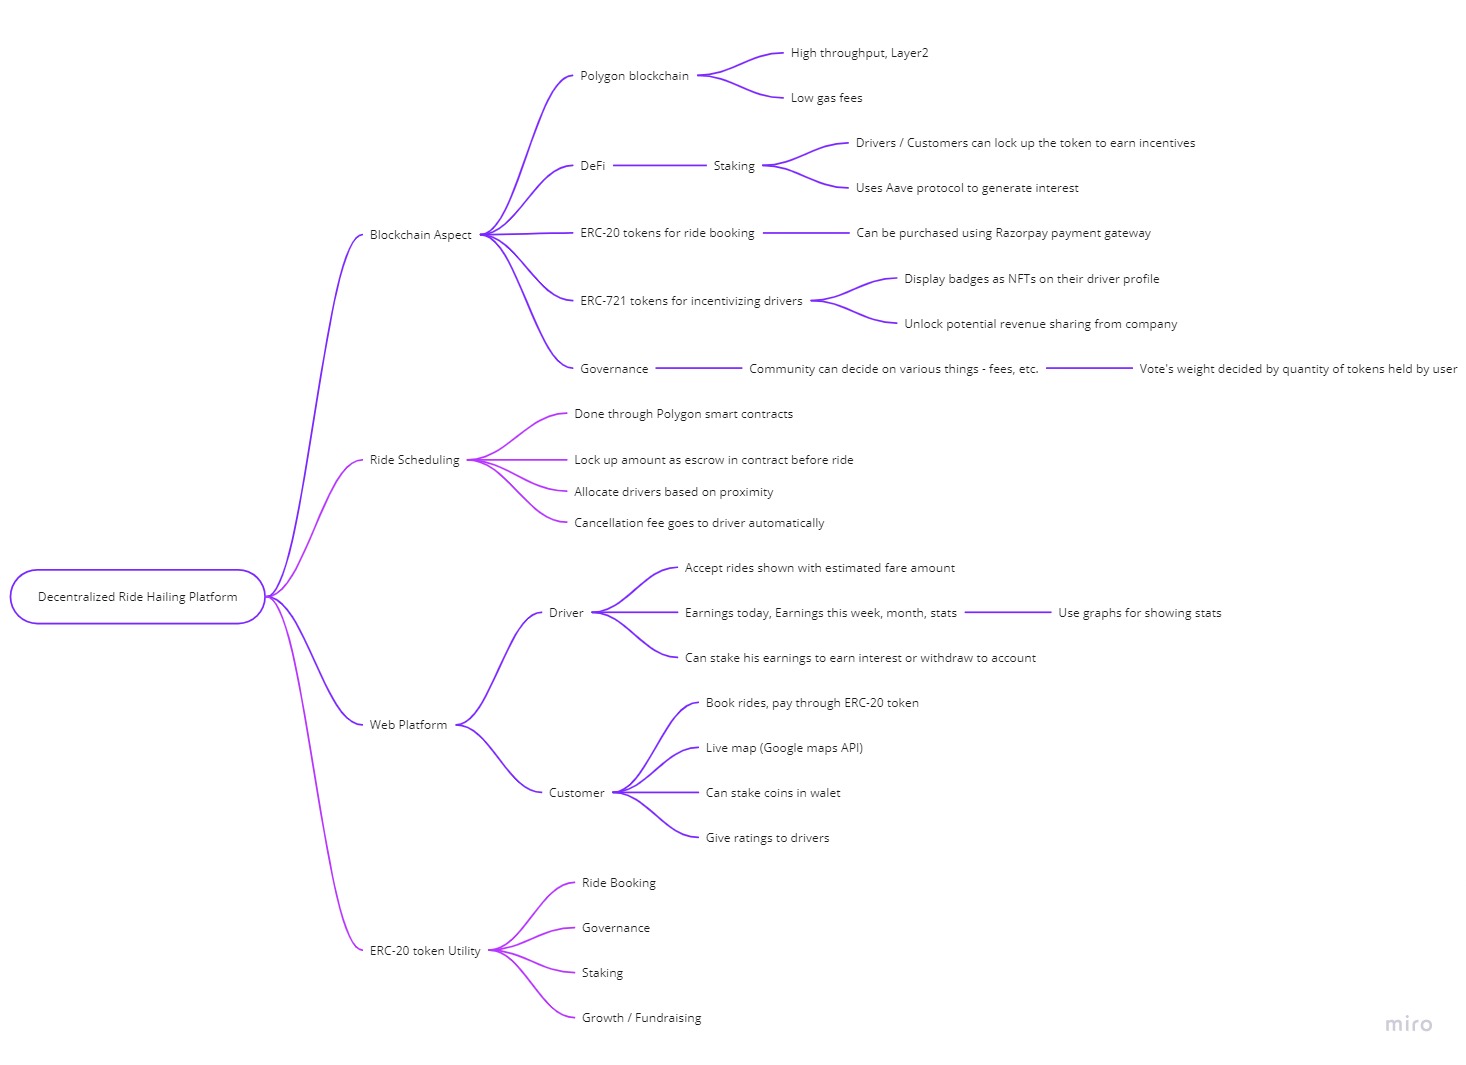 High throughput, Layer2
Polygon blockchain
Low gas fees
Drivers / Customers can lock up the token to earn incentives
DeFi
Staking
Uses Aave protocol to generate interest
Blockchain Aspect
ERC-20 tokens for ride booking
Can be purchased using Razorpay payment gateway
Display badges as NFTs on their driver profile
ERC-721 tokens for incentivizing drivers
Unlock potential revenue sharing from company
Governance
Community can decide on various things - fees, etc.
Vote's weight decided by quantity of tokens held by user
Done through Polygon smart contracts
Ride Scheduling
Lock up amount as escrow in contract before ride
Allocate drivers based on proximity
Cancellation fee goes to driver automatically
Decentralized Ride Hailing Platform
Accept rides shown with estimated fare amount
Driver
Earnings today, Earnings this week, month, stats
Use graphs for showing stats
Can stake his earnings to earn interest or withdraw to account
Web Platform
Book rides, pay through ERC-20 token
Live map (Google maps API)
Customer
Can stake coins in walet
Give ratings to drivers
Ride Booking
Governance
ERC-20 token Utility
Staking
Growth / Fundraising
miro